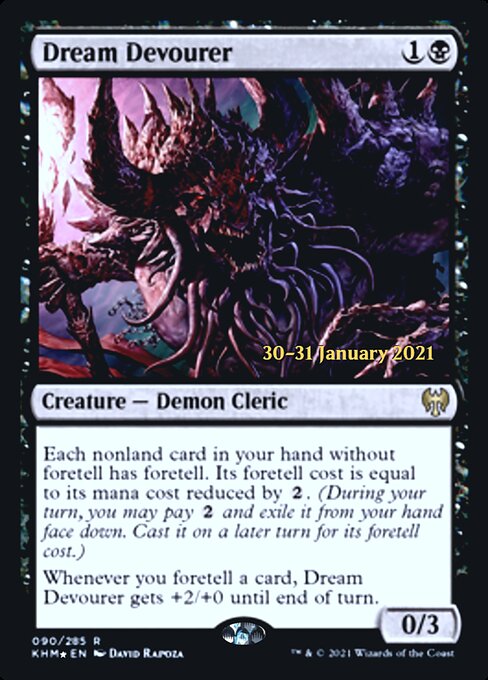 Dream Devourer 1
30–31 January 2021
Creature — Demon Cleric
Each nonland card in your hand without
foretell has foretell. Its foretell cost is equal
to its mana cost reduced by 2. (During your
turn, you may pay 2 and exile it from your hand
face down. Cast it on a later turn for its foretell
cost.)
Whenever you foretell a card, Dream
Devourer gets +2/+0 until end of turn.
0/3
090/285 R
KHM★EN DAVID RAPOZA
™ & © 2021 Wizards of the Coast